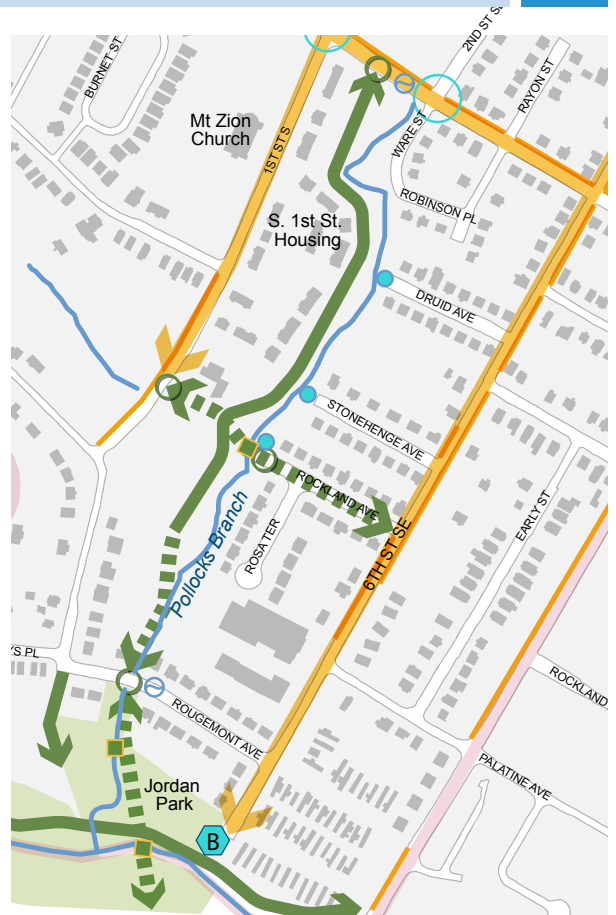 2ND ST SE
BURNET ST
RAYON ST
Mt Zion
Church
1ST ST S
WARE ST
ROBINSON PL
S. 1st St.
Housing
DRUID AVE
STONEHENGE AVE
ROCKLAND AVE
EARLY ST
Pollocks Branch
ROSA TER
6TH ST SE
YS PL
ROCKLAND
ROUGEMONT AVE
PALATINE AVE
Jordan
Park
B